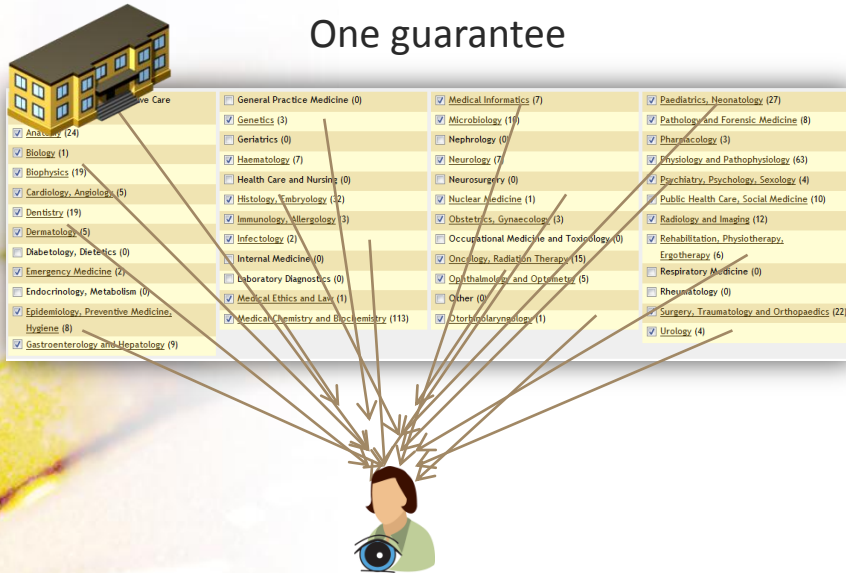 One guarantee
ve Care
Anatomy (24)
Biology (1)
Biophysics (19)
Cardiology, Angiology (5)
Dentistry (19)
Dermatology (5)
Diabetology, Dietetics (0)
Emergency Medicine (2)
Endocrinology, Metabolism (0)
Epidemiology, Preventive Medicine,
Hygiene (8)
Gastroenterology and Hepatology (9)
General Practice Medicine (0)
Genetics (3)
Geriatrics (0)
Haematology (7)
Health Care and Nursing (0)
Histology, Embryology (32)
Immunology, Allergology (3)
Infectology (2)
Internal Medicine (0)
Laboratory Diagnostics (0)
Medical Ethics and Law (1)
Medical Chemistry and Biochemistry (113)
Medical Informatics (7)
Microbiology (10)
Nephrology (0)
Neurology (7)
Neurosurgery (0)
Nuclear Medicine (1)
Obstetrics, Gynaecology (3)
Occupational Medicine and Toxicology (0)
Oncology, Radiation Therapy (15)
Ophthalmology and Optometry (5)
Other (0)
Otorhinolaryngology (1)
Paediatrics, Neonatology (27)
Pathology and Forensic Medicine (8)
Pharmacology (3)
Physiology and Pathophysiology (63)
Psychiatry, Psychology, Sexology (4)
Public Health Care, Social Medicine (10)
Radiology and Imaging (12)
Rehabilitation, Physiotherapy,
Ergotherapy (6)
Respiratory Medicine (0)
Rheumatology (0)
Surgery, Traumatology and Orthopaedics (22)
Urology (4)